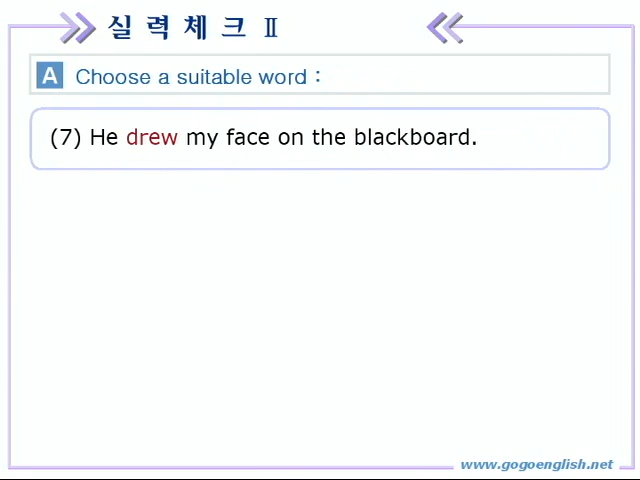 실 력 체 크 Ⅱ
A Choose a suitable word :
(7) He drew my face on the blackboard.
www.gogoenglish.net